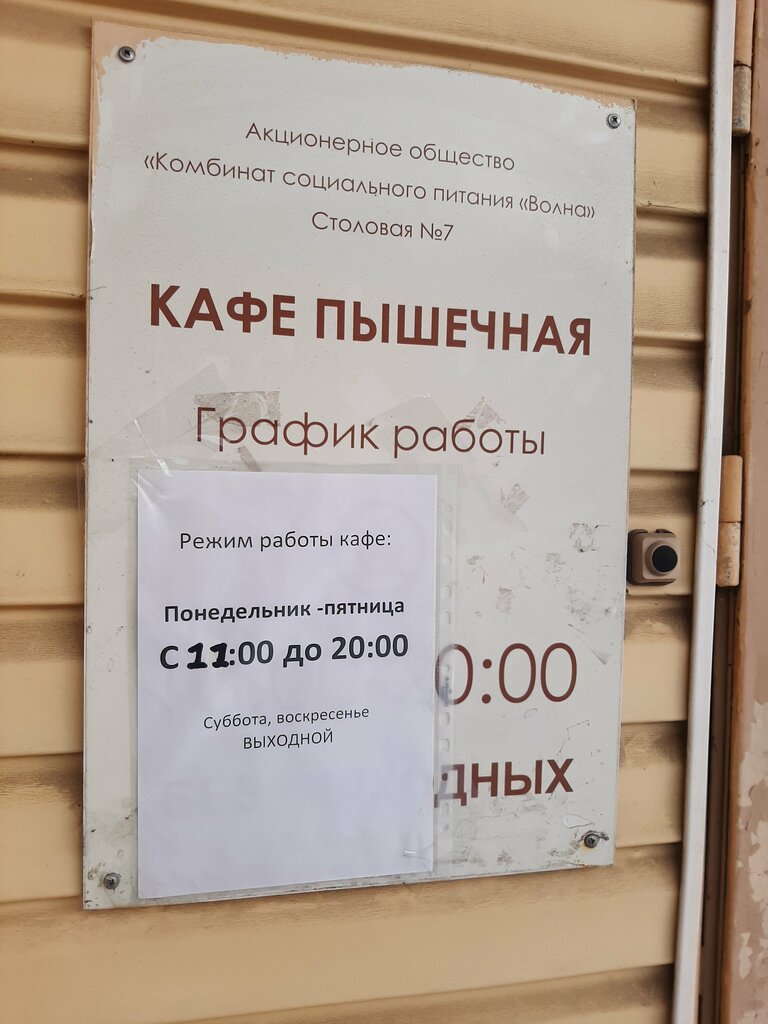 Акционерное общество
«Комбинат социального питания «Волна»
Столовая №7
КАФЕ ПЫШЕЧНАЯ
График работы
Режим работы кафе:
Понедельник -пятница
С 11:00 до 20:00
Суббота, воскресенье
ВЫХОДНОЙ
0:00
дных